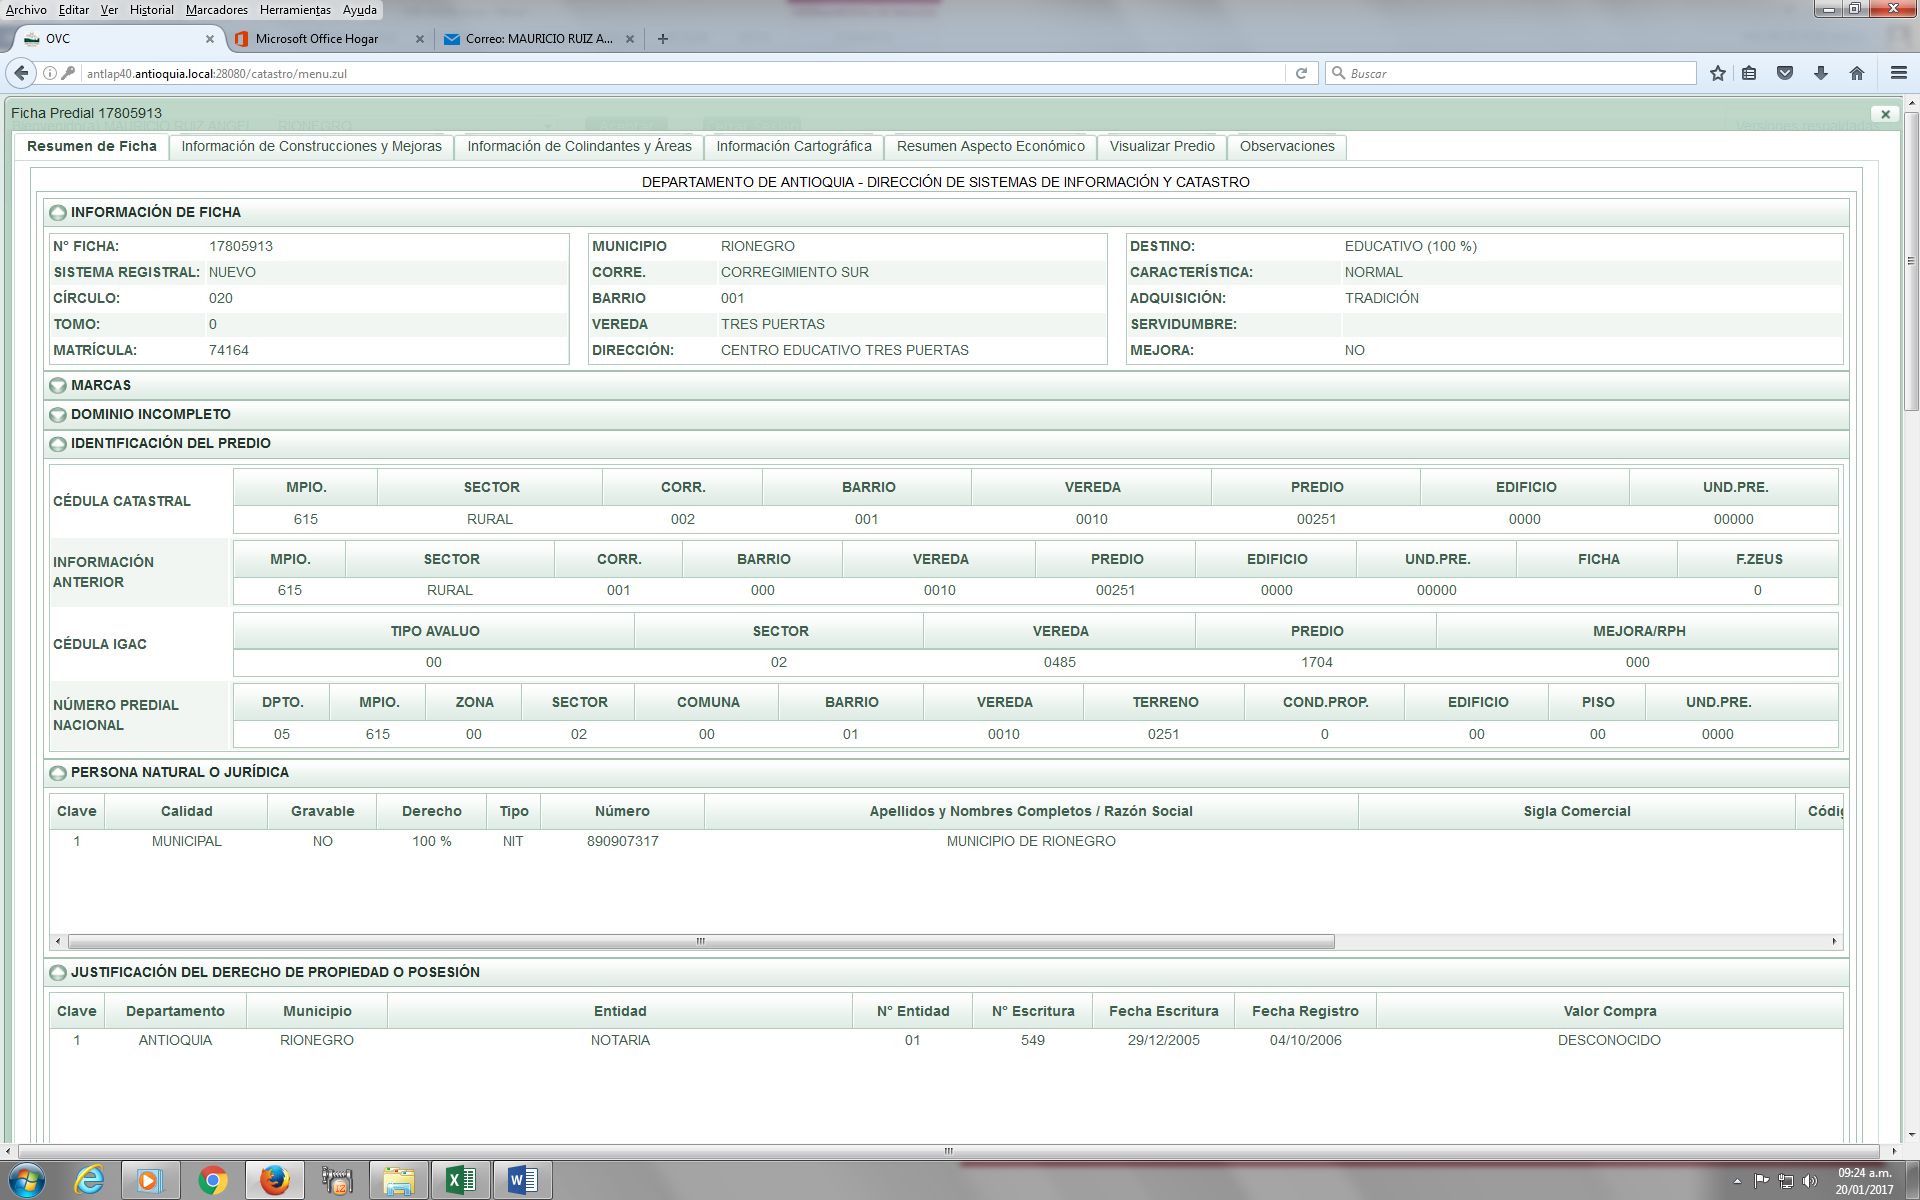 Archivo Editar Ver Historial Marcadores Herramientas Ayuda
OVC Microsoft Office Hogar Correo: MAURICIO RUIZ A...
antlap40.antioquia.local:28080/catastro/menu.zul Buscar
Ficha Predial 17805913
Resumen de Ficha Información de Construcciones y Mejoras Información de Colindantes y Áreas Información Cartográfica Resumen Aspecto Económico Visualizar Predio Observaciones
DEPARTAMENTO DE ANTIOQUIA - DIRECCIÓN DE SISTEMAS DE INFORMACIÓN Y CATASTRO
INFORMACIÓN DE FICHA
N° FICHA: 17805913 MUNICIPIO RIONEGRO DESTINO: EDUCATIVO (100 %)
SISTEMA REGISTRAL: NUEVO CORRE. CORREGIMIENTO SUR CARACTERÍSTICA: NORMAL
CÍRCULO: 020 BARRIO 001 ADQUISICIÓN: TRADICIÓN
TOMO: 0 VEREDA TRES PUERTAS SERVIDUMBRE:
MATRÍCULA: 74164 DIRECCIÓN: CENTRO EDUCATIVO TRES PUERTAS MEJORA: NO
MARCAS
DOMINIO INCOMPLETO
IDENTIFICACIÓN DEL PREDIO
CÉDULA CATASTRAL
MPIO. SECTOR CORR. BARRIO VEREDA PREDIO EDIFICIO UND.PRE.
615 RURAL 002 001 0010 00251 0000 00000
INFORMACIÓN
ANTERIOR
MPIO. SECTOR CORR. BARRIO VEREDA PREDIO EDIFICIO UND.PRE. FICHA F.ZEUS
615 RURAL 001 000 0010 00251 0000 00000 0
CÉDULA IGAC
TIPO AVALUO SECTOR VEREDA PREDIO MEJORA/RPH
00 02 0485 1704 000
NÚMERO PREDIAL
NACIONAL
DPTO. MPIO. ZONA SECTOR COMUNA BARRIO VEREDA TERRENO COND.PROP. EDIFICIO PISO UND.PRE.
05 615 00 02 00 01 0010 0251 0 00 00 0000
PERSONA NATURAL O JURÍDICA
Clave Calidad Gravable Derecho Tipo Número Apellidos y Nombres Completos / Razón Social Sigla Comercial Códig
1 MUNICIPAL NO 100 % NIT 890907317 MUNICIPIO DE RIONEGRO
JUSTIFICACIÓN DEL DERECHO DE PROPIEDAD O POSESIÓN
Clave Departamento Municipio Entidad N° Entidad N° Escritura Fecha Escritura Fecha Registro Valor Compra
1 ANTIOQUIA RIONEGRO NOTARIA 01 549 29/12/2005 04/10/2006 DESCONOCIDO
09:24 a.m.
20/01/2017